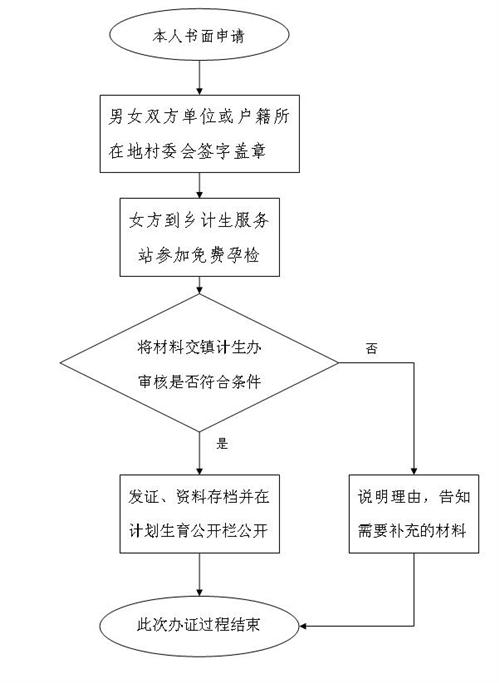 本人书面申请
男女双方单位或户籍所
在地村委会签字盖章
女方到乡计生服务
站参加免费孕检
将材料交镇计生办
审核是否符合条件
否
是
发证、资料存档并在
计划生育公开栏公开
说明理由，告知
需要补充的材料
此次办证过程结束